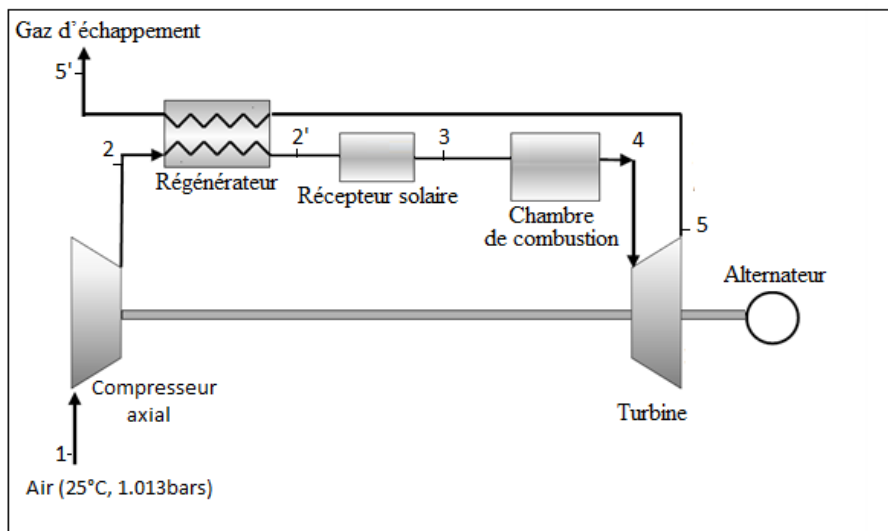 Gaz d'échappement
5'
2
2'
3
4
Régénérateur
Récepteur solaire
Chambre
de combustion
5
Alternateur
Compresseur
axial
Turbine
1
Air (25°C, 1.013bars)